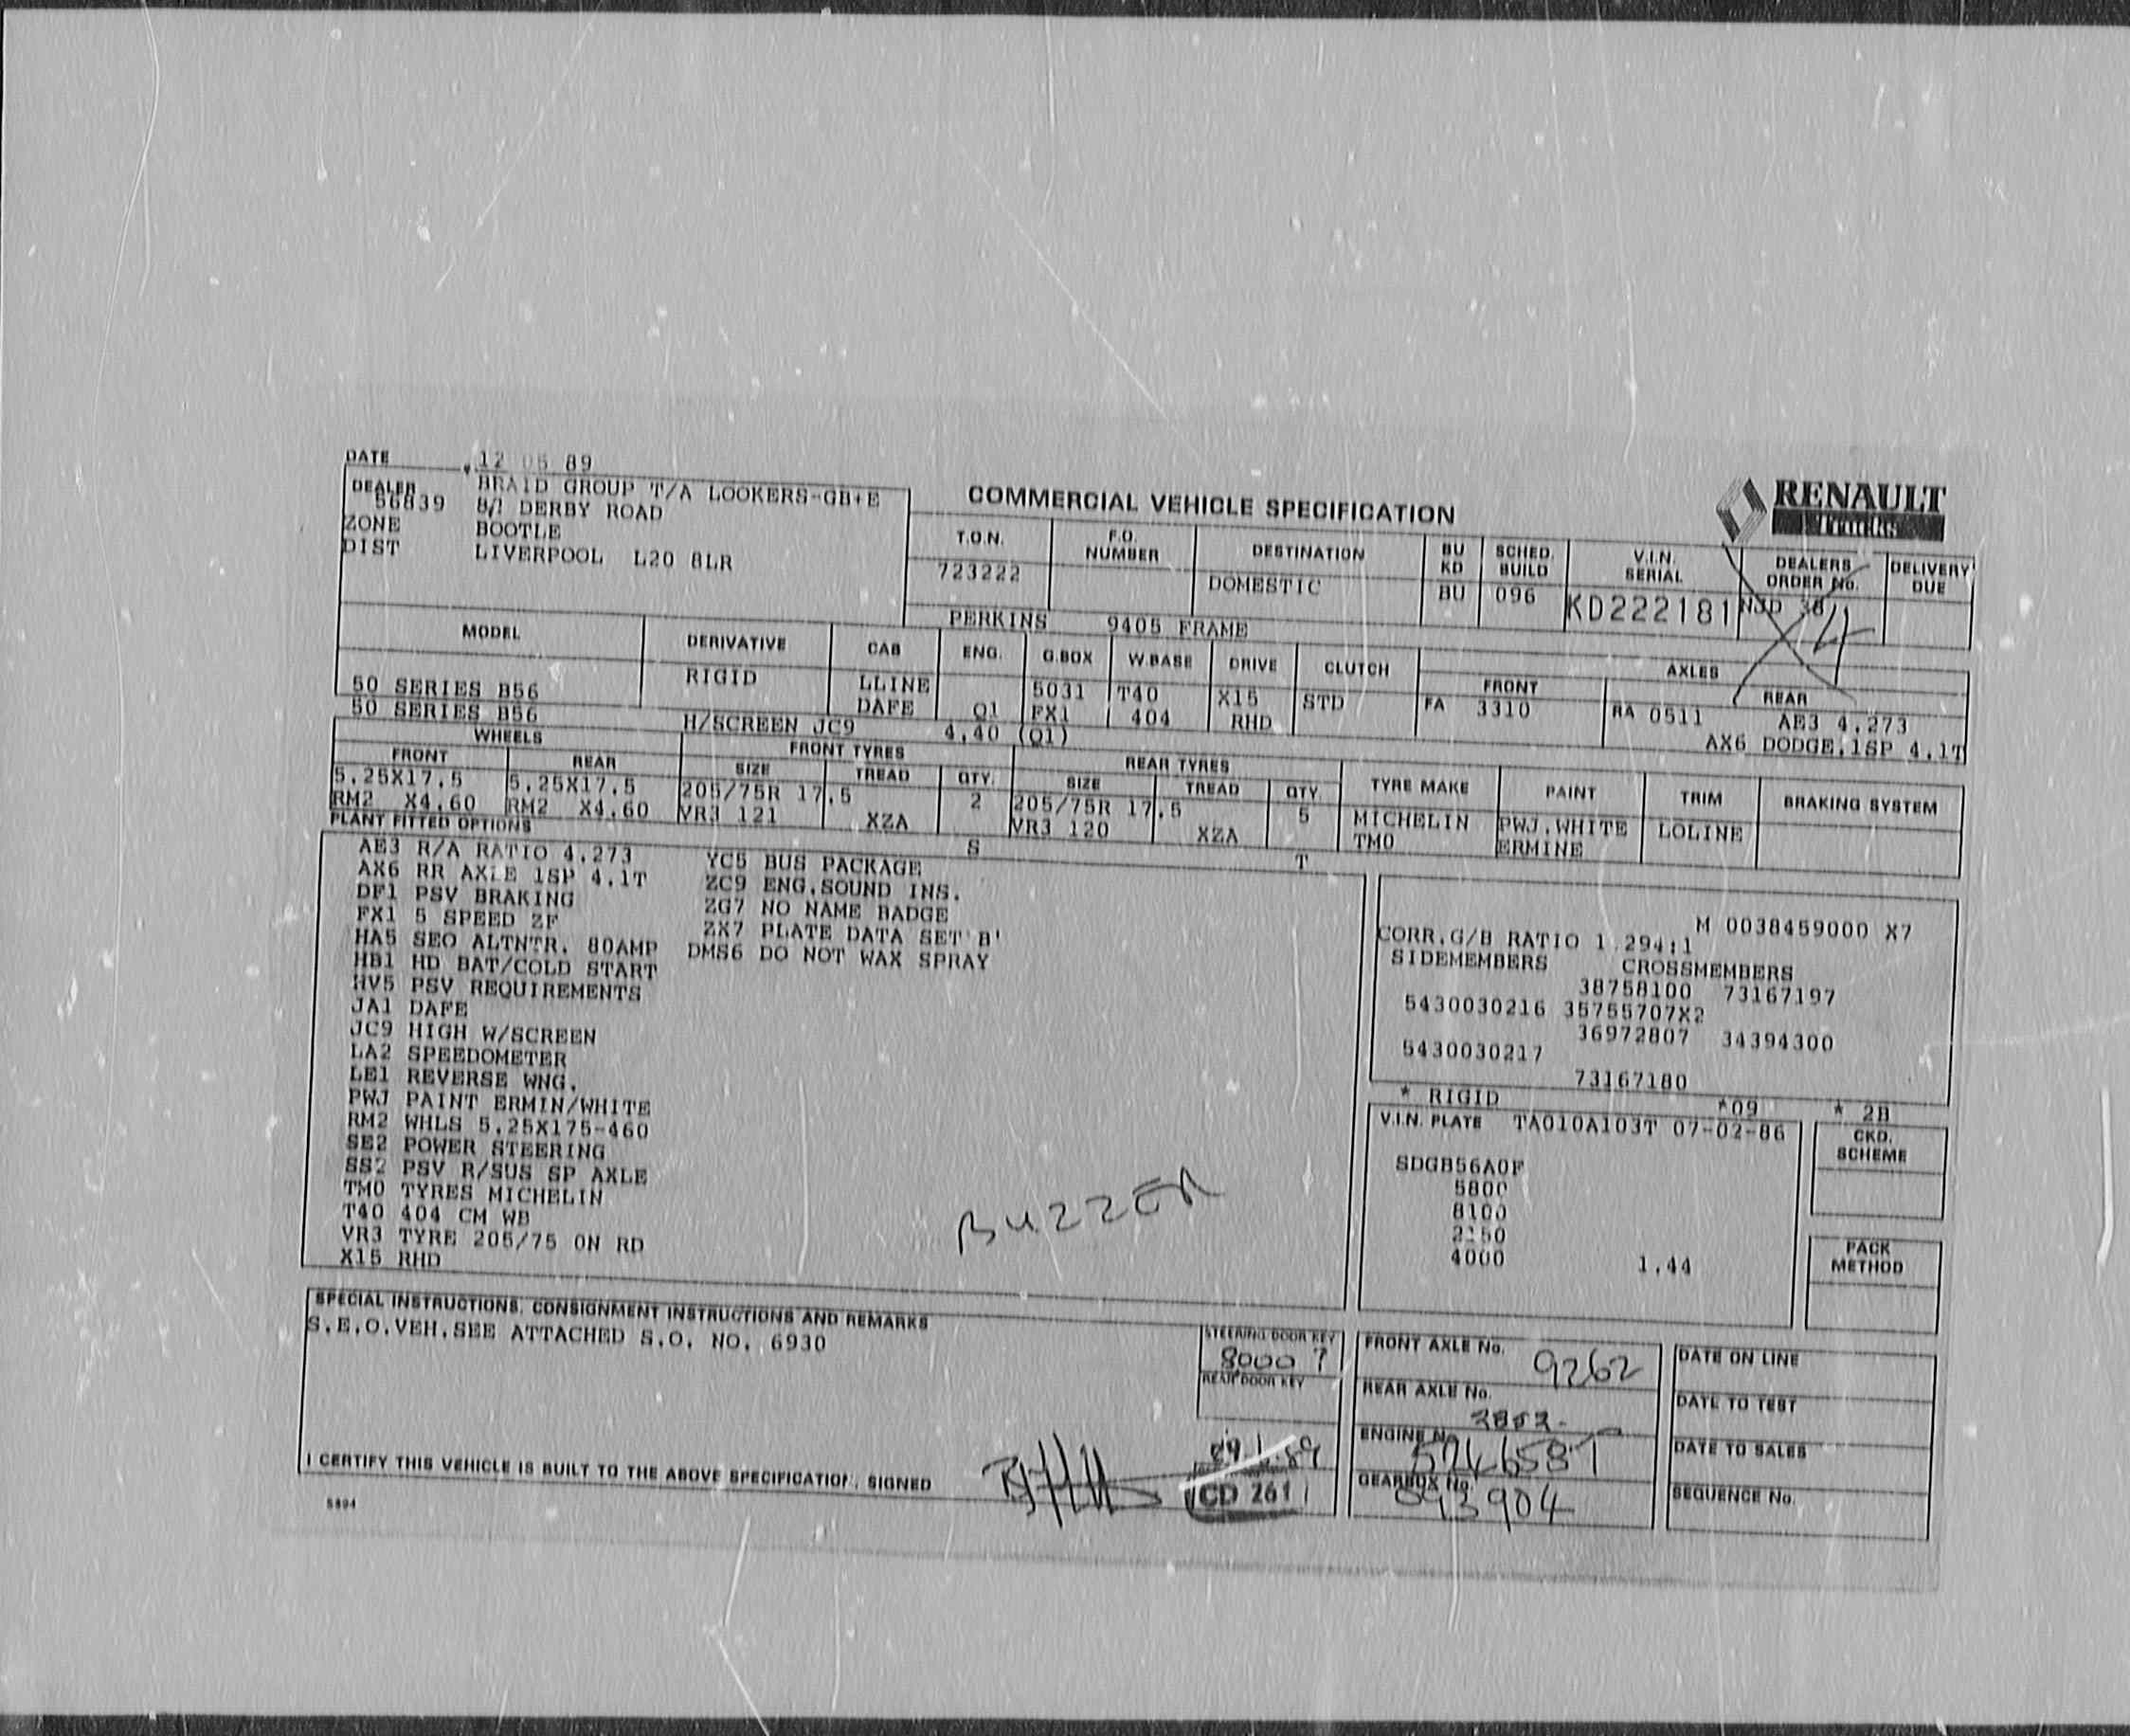 DATE 12 05 89
DEALER BRAID GROUP T/A LOOKERS-GB+E
56839 DERBY ROAD
ZONE BOOTLE
DIST LIVERPOOL L20 8LR
COMMERCIAL VEHICLE SPECIFICATION
RENAULT
Trucks
T.O.N. F.O. NUMBER DESTINATION BU KD SCHED. BUILD V.I.N. SERIAL DEALERS ORDER No. DELIVERY DUE
723222 DOMESTIC BU 096 KD222181 NJD
PERKINS 9405 FRAME
MODEL DERIVATIVE CAB ENG. G.BOX W.BASE DRIVE CLUTCH AXLES
FRONT REAR
50 SERIES B56 RIGID LLINE 5031 T40 X15 STD FA 3310 RA 0511 AE3 4.273
50 SERIES B56 DAFE Q1 FX1 404 RHD AX6 DODGE.1SP 4.1T
H/SCREEN JC9 4.40 (Q1)
WHEELS FRONT TYRES REAR TYRES
FRONT REAR SIZE TREAD QTY. SIZE TREAD QTY. TYRE MAKE PAINT TRIM BRAKING SYSTEM
5.25X17.5 5.25X17.5 205/75R 17.5 2 205/75R 17.5 5 MICHELIN PWJ.WHITE LOLINE
RM2 X4.60 RM2 X4.60 VR3 121 XZA VR3 120 XZA TM0 ERMINE
PLANT FITTED OPTIONS S T
AE3 R/A RATIO 4.273 YC5 BUS PACKAGE
AX6 RR AXLE 1SP 4.1T ZC9 ENG.SOUND INS.
DF1 PSV BRAKING ZG7 NO NAME BADGE
FX1 5 SPEED ZF ZX7 PLATE DATA SET'B'
HA5 SEO ALTNTR. 80AMP DMS6 DO NOT WAX SPRAY
HB1 HD BAT/COLD START
HV5 PSV REQUIREMENTS
JA1 DAFE
JC9 HIGH W/SCREEN
LA2 SPEEDOMETER
LE1 REVERSE WNG.
PWJ PAINT ERMIN/WHITE
RM2 WHLS 5.25X175-460
SE2 POWER STEERING
SS2 PSV R/SUS SP AXLE
TM0 TYRES MICHELIN
T40 404 CM WB
VR3 TYRE 205/75 ON RD
X15 RHD
BUZZER
M 0038459000 X7
CORR.G/B RATIO 1.294:1
SIDEMEMBERS CROSSMEMBERS
38758100 73167197
5430030216 35755707X2
36972807 34394300
5430030217
73167180
* RIGID *09 * 2B
V.I.N. PLATE TA010A103T 07-02-86
SDGB56A0F
5800
8100
2150
4000 1.44
CKD. SCHEME
PACK METHOD
SPECIAL INSTRUCTIONS, CONSIGNMENT INSTRUCTIONS AND REMARKS
S.E.O.VEH.SEE ATTACHED S.O. NO. 6930
STEERING DOOR KEY
8000 7
REAR DOOR KEY
CD 261
FRONT AXLE No. 9262
REAR AXLE No.
ENGINE No.
GEARBOX No.
DATE ON LINE
DATE TO TEST
DATE TO SALES
SEQUENCE No.
I CERTIFY THIS VEHICLE IS BUILT TO THE ABOVE SPECIFICATION. SIGNED
5894